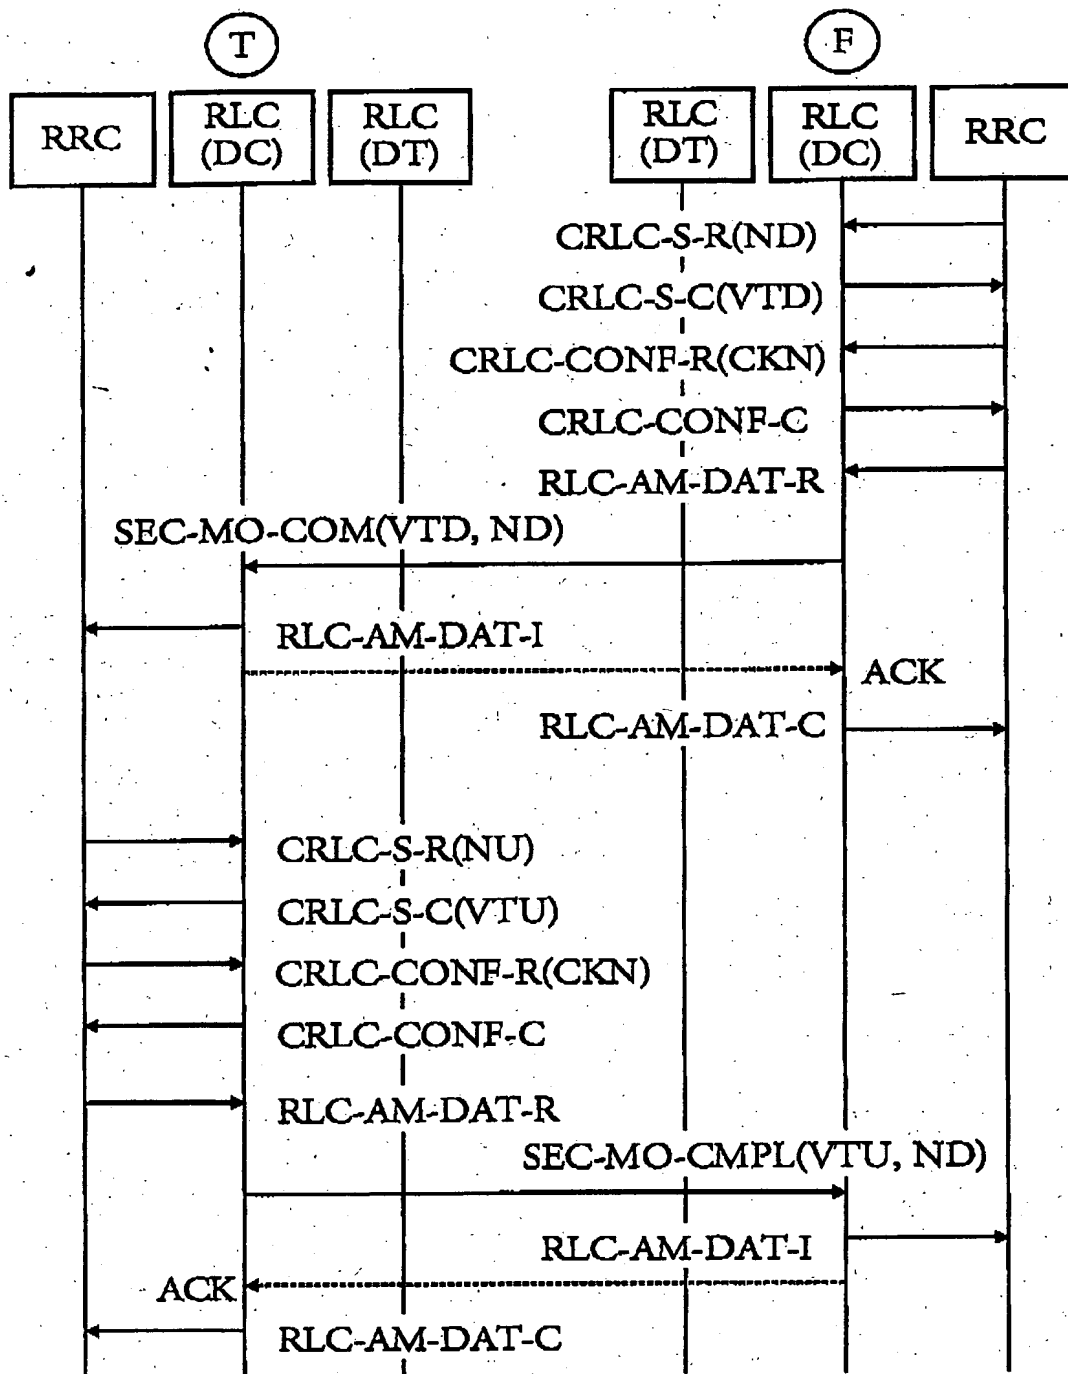 T
F
RRC
RLC
(DC)
RLC
(DT)
RLC
(DT)
RLC
(DC)
RRC
CRLC-S-R(ND)
CRLC-S-C(VTD)
CRLC-CONF-R(CKN)
CRLC-CONF-C
RLC-AM-DAT-R
SEC-MO-COM(VTD, ND)
RLC-AM-DAT-I
ACK
RLC-AM-DAT-C
CRLC-S-R(NU)
CRLC-S-C(VTU)
CRLC-CONF-R(CKN)
CRLC-CONF-C
RLC-AM-DAT-R
SEC-MO-CMPL(VTU, ND)
RLC-AM-DAT-I
ACK
RLC-AM-DAT-C